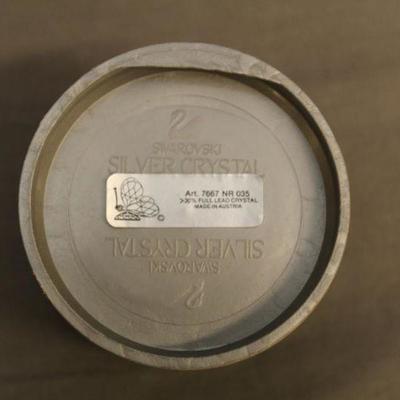 SWAROVSKI
SILVER CRYSTAL
Art. 7667 NR 035
>30% FULL LEAD CRYSTAL
MADE IN AUSTRIA
SILVER CRYSTAL
SWAROVSKI